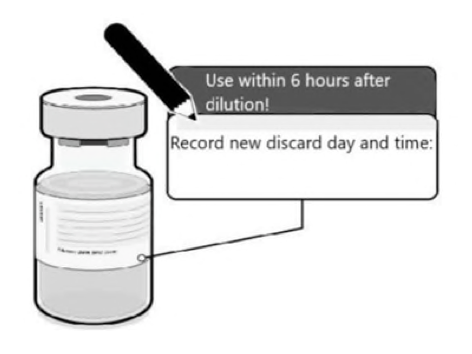 Use within 6 hours after
dilution!
Record new discard day and time: